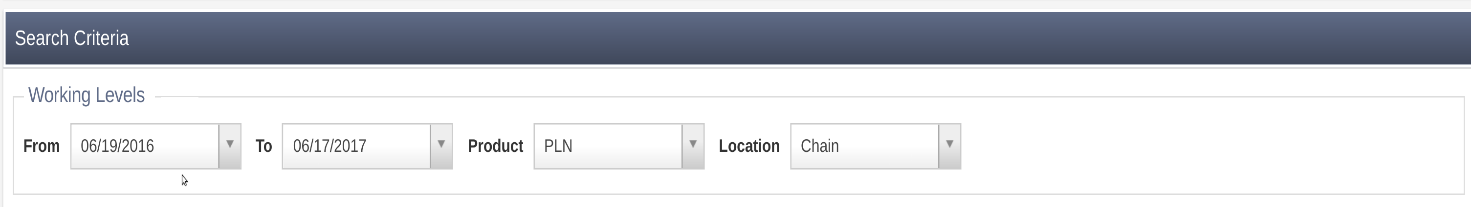 Search Criteria
Working Levels
From 06/19/2016 To 06/17/2017 Product PLN Location Chain